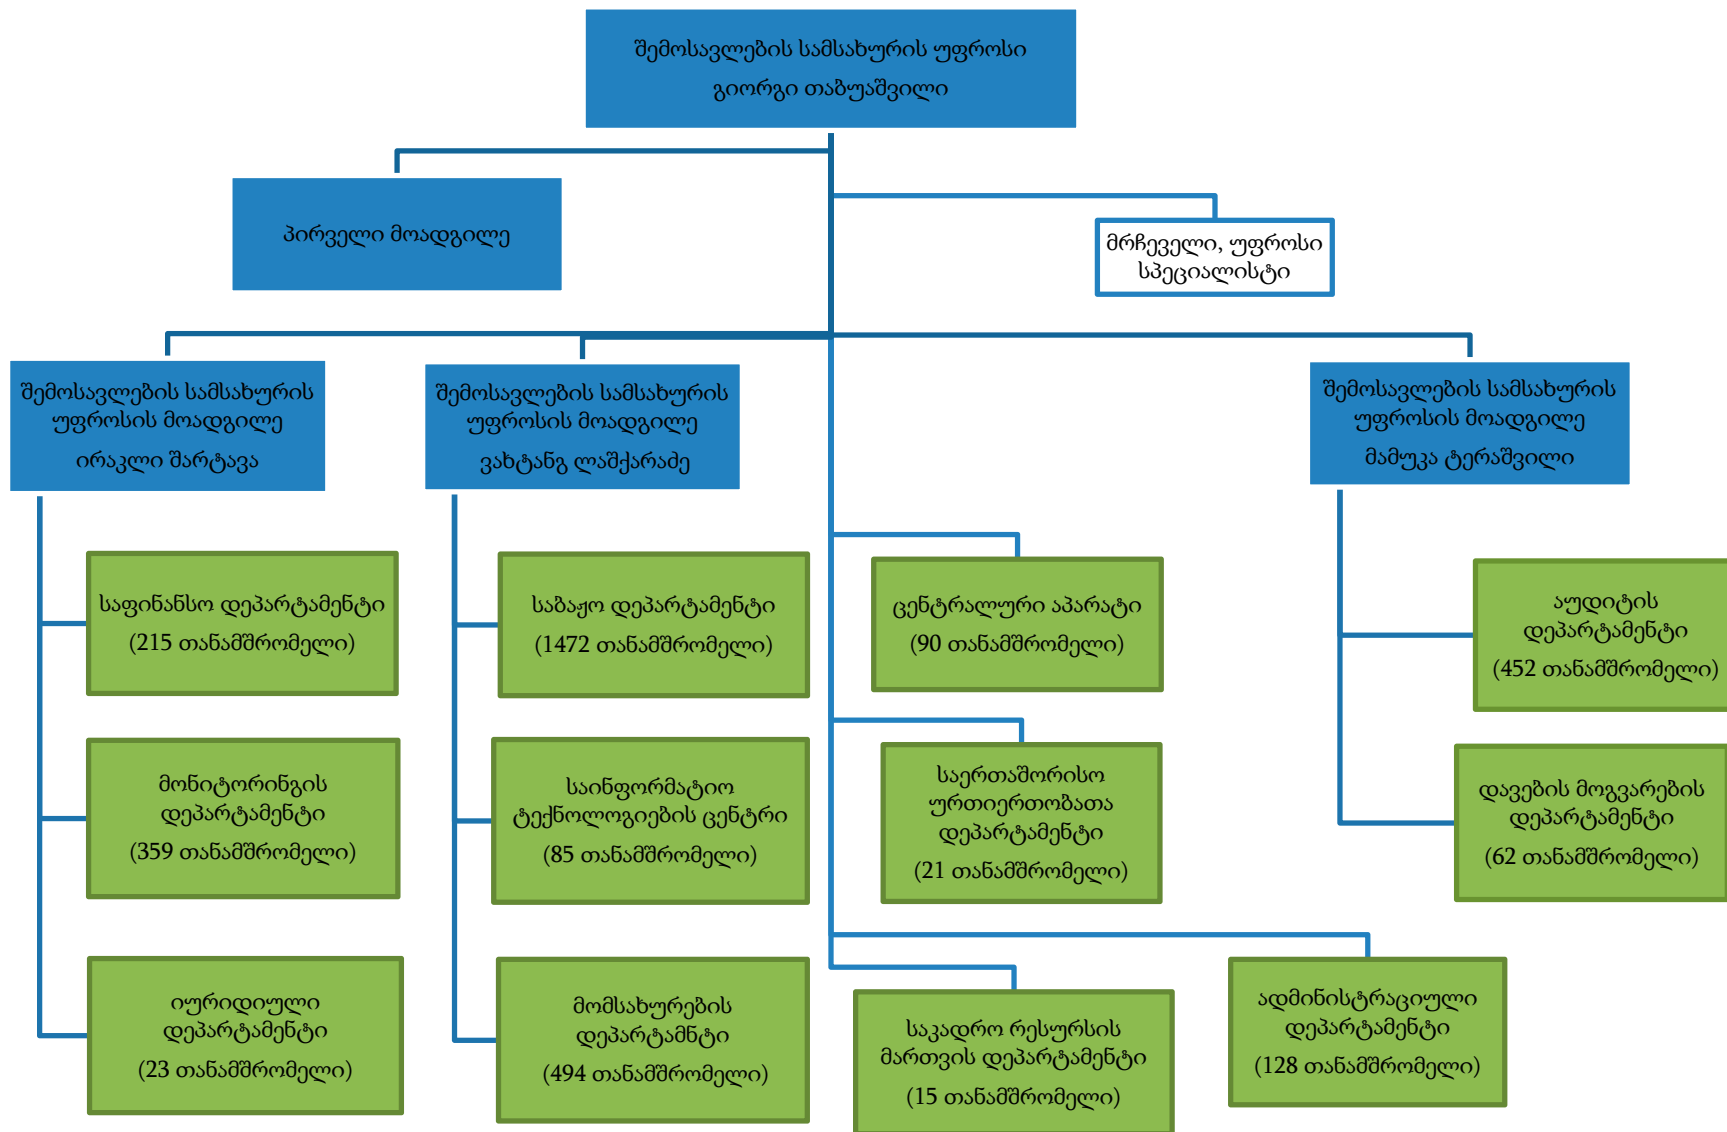 შემოსავლების სამსახურის უფროსი
გიორგი თაბუაშვილი
პირველი მოადგილე
მრჩეველი, უფროსი
სპეციალისტი
შემოსავლების სამსახურის
უფროსის მოადგილე
ირაკლი შარტავა
შემოსავლების სამსახურის
უფროსის მოადგილე
ვახტანგ ლაშქარაძე
შემოსავლების სამსახურის
უფროსის მოადგილე
მამუკა ტერაშვილი
საფინანსო დეპარტამენტი
(215 თანამშრომელი)
საბაჟო დეპარტამენტი
(1472 თანამშრომელი)
ცენტრალური აპარატი
(90 თანამშრომელი)
აუდიტის
დეპარტამენტი
(452 თანამშრომელი)
მონიტორინგის
დეპარტამენტი
(359 თანამშრომელი)
საინფორმატიო
ტექნოლოგიების ცენტრი
(85 თანამშრომელი)
საერთაშორისო
ურთიერთობათა
დეპარტამენტი
(21 თანამშრომელი)
დავების მოგვარების
დეპარტამენტი
(62 თანამშრომელი)
იურიდიული
დეპარტამენტი
(23 თანამშრომელი)
მომსახურების
დეპარტამნტი
(494 თანამშრომელი)
საკადრო რესურსის
მართვის დეპარტამენტი
(15 თანამშრომელი)
ადმინისტრაციული
დეპარტამენტი
(128 თანამშრომელი)